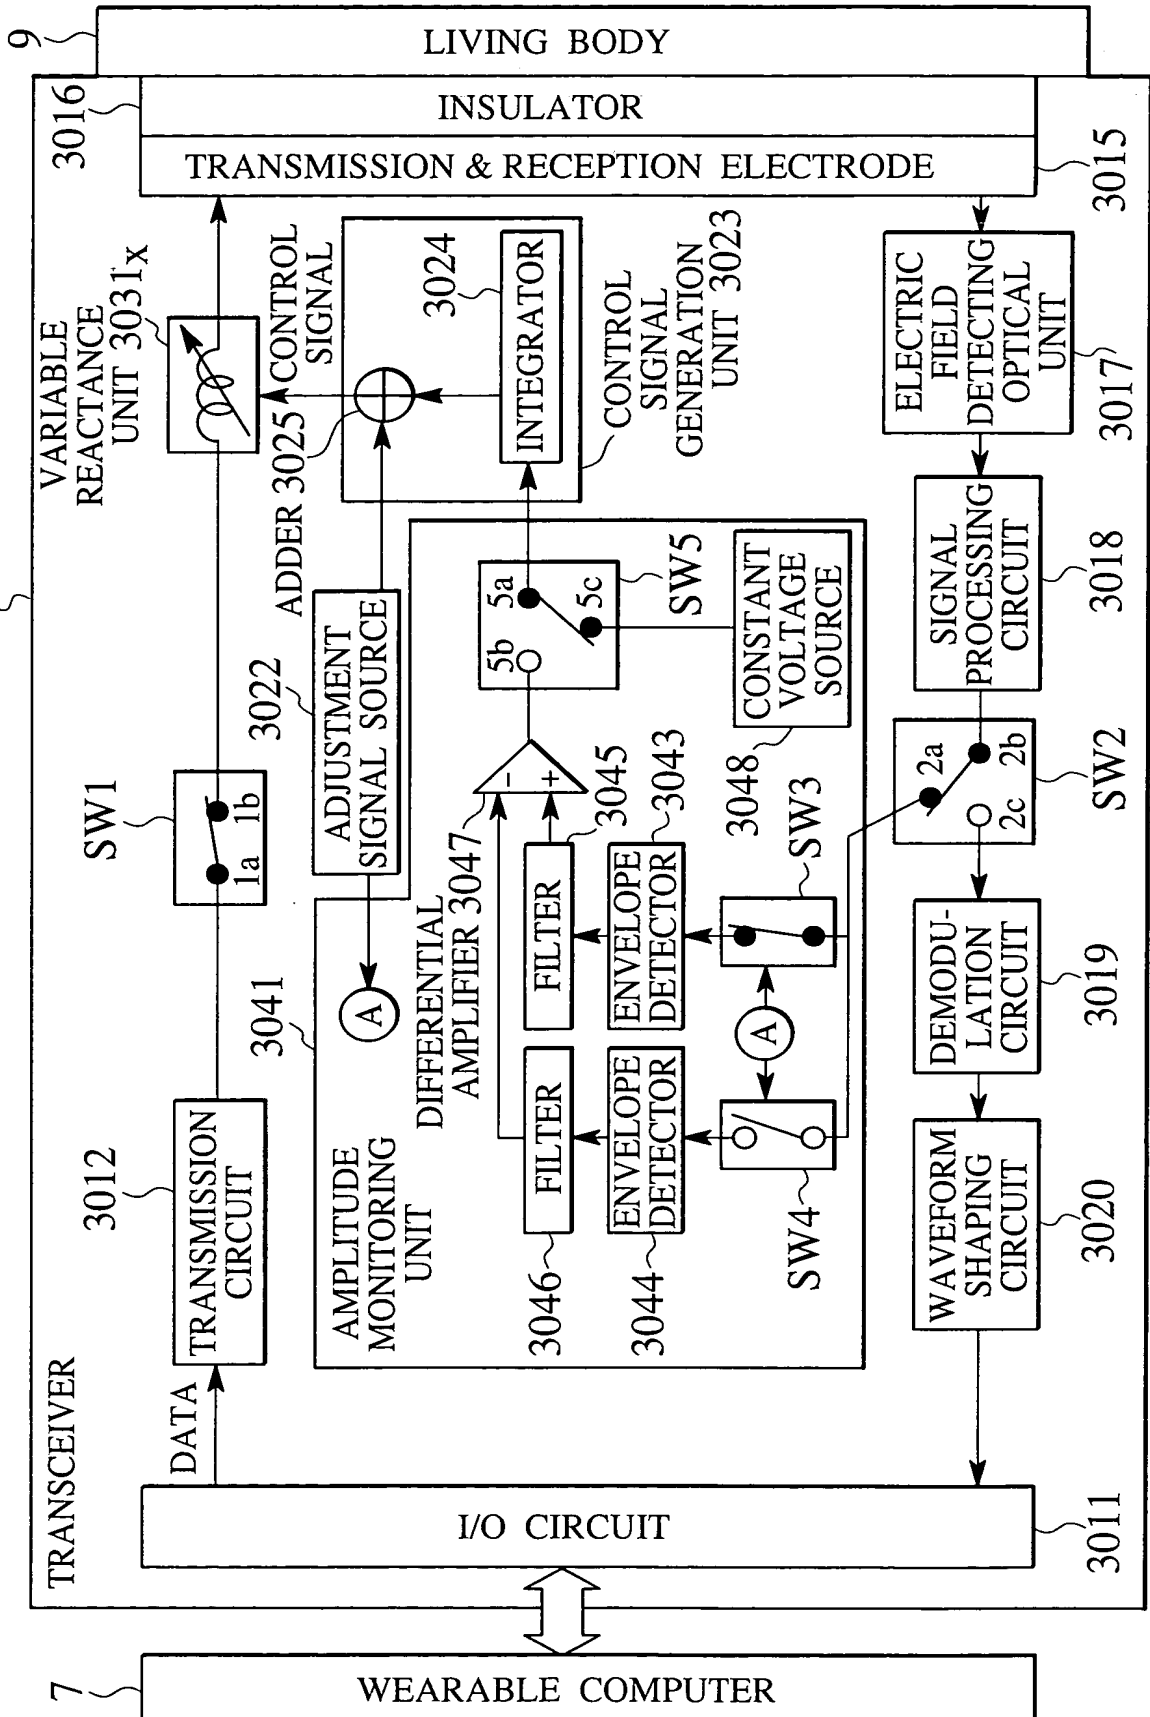 TRANSCEIVER
7
WEARABLE COMPUTER
I/O CIRCUIT
3011
DATA
3012
TRANSMISSION
CIRCUIT
SW1
1a
1b
VARIABLE
REACTANCE
UNIT 3031x
3016
9
LIVING BODY
INSULATOR
TRANSMISSION & RECEPTION ELECTRODE
3015
3022
ADJUSTMENT
SIGNAL SOURCE
A
ADDER 3025
CONTROL
SIGNAL
3024
INTEGRATOR
CONTROL
SIGNAL
GENERATION
UNIT 3023
3041
AMPLITUDE
MONITORING
UNIT
DIFFERENTIAL
AMPLIFIER 3047
-
+
5b
5a
5c
SW5
3046
FILTER
FILTER
3045
3044
ENVELOPE
DETECTOR
ENVELOPE
DETECTOR
3043
3048
CONSTANT
VOLTAGE
SOURCE
SW4
A
SW3
WAVEFORM
SHAPING
CIRCUIT
3020
DEMODU-
LATION
CIRCUIT
3019
2a
2c
2b
SW2
SIGNAL
PROCESSING
CIRCUIT
3018
ELECTRIC
FIELD
DETECTING
OPTICAL
UNIT
3017